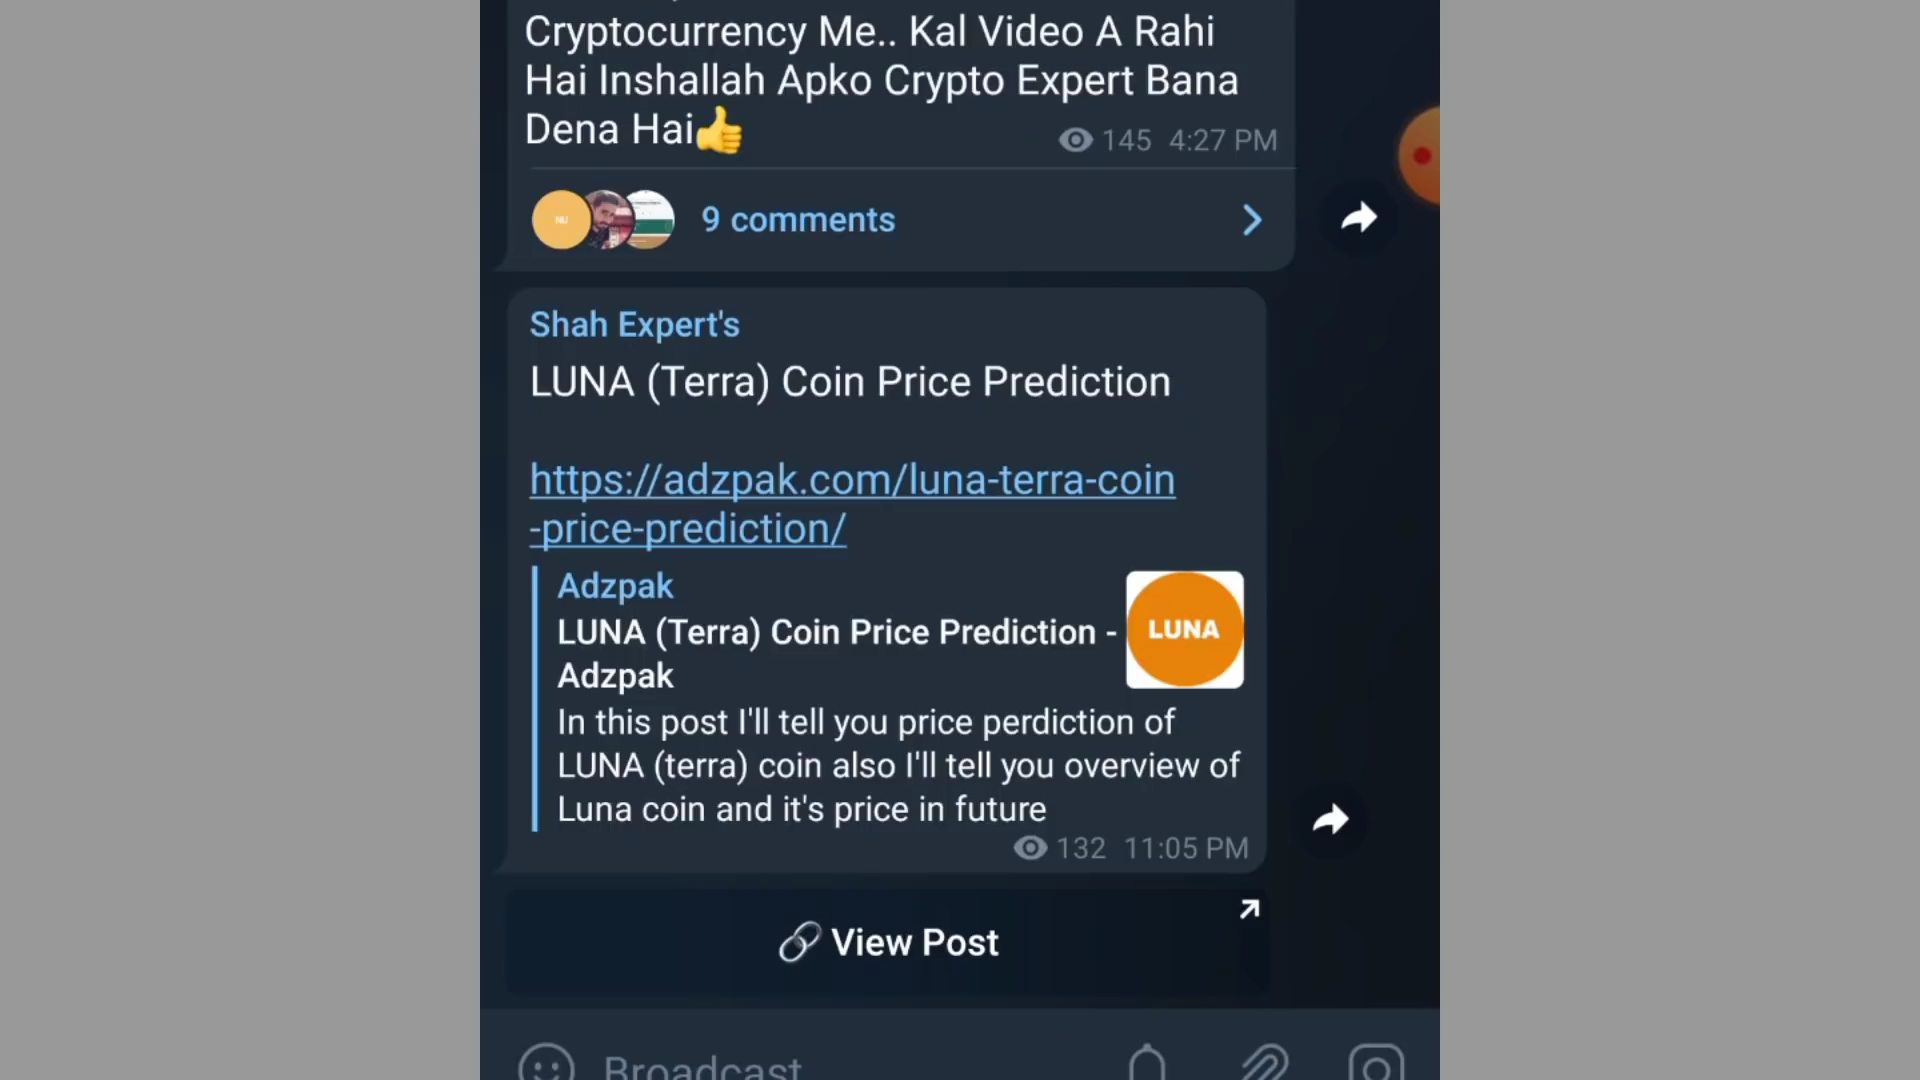 Cryptocurrency Me.. Kal Video A Rahi
Hai Inshallah Apko Crypto Expert Bana
Dena Hai👍
145 4:27 PM
NU
9 comments
Shah Expert's
LUNA (Terra) Coin Price Prediction
https://adzpak.com/luna-terra-coin
-price-prediction/
Adzpak
LUNA (Terra) Coin Price Prediction -
Adzpak
LUNA
In this post I'll tell you price perdiction of
LUNA (terra) coin also I'll tell you overview of
Luna coin and it's price in future
132 11:05 PM
View Post
Broadcast